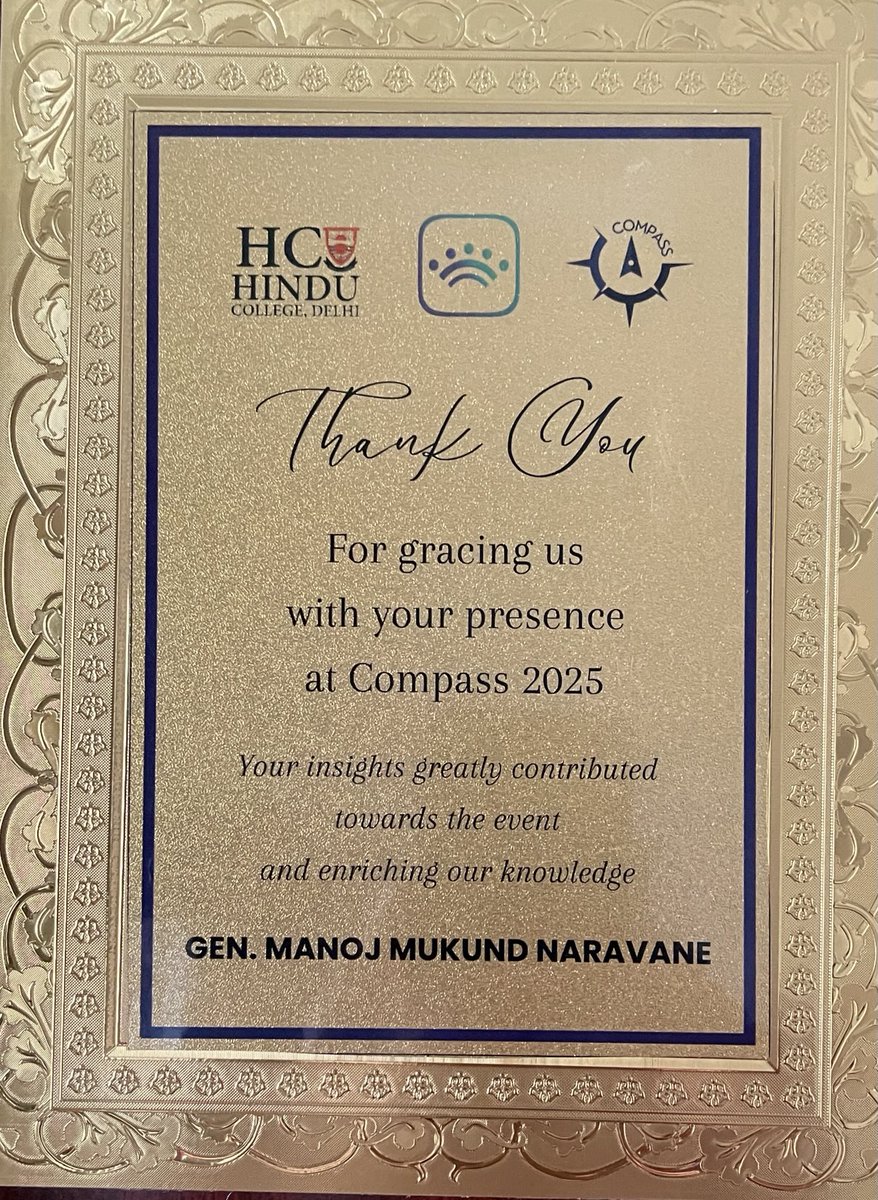 HC
HINDU
COLLEGE, DELHI
COMPASS
Thank You
For gracing us
with your presence
at Compass 2025
Your insights greatly contributed
towards the event
and enriching our knowledge
GEN. MANOJ MUKUND NARAVANE